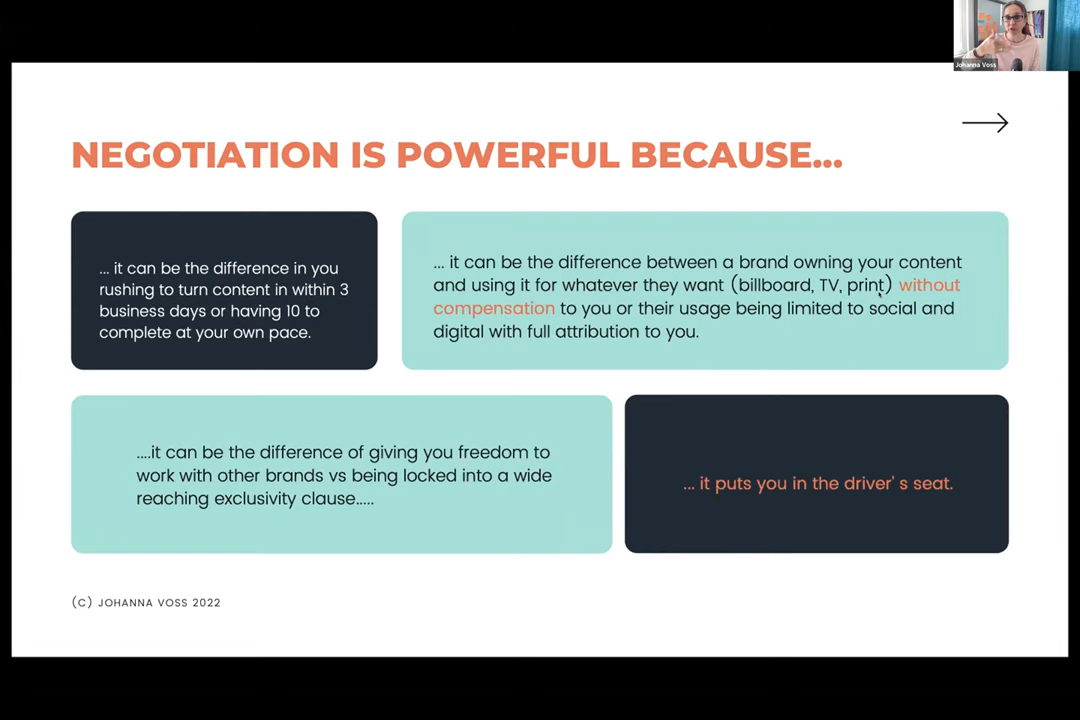 Johanna Voss
NEGOTIATION IS POWERFUL BECAUSE...
... it can be the difference in you
rushing to turn content in within 3
business days or having 10 to
complete at your own pace.
... it can be the difference between a brand owning your content
and using it for whatever they want (billboard, TV, print) without
compensation to you or their usage being limited to social and
digital with full attribution to you.
....it can be the difference of giving you freedom to
work with other brands vs being locked into a wide
reaching exclusivity clause.....
... it puts you in the driver' s seat.
(C) JOHANNA VOSS 2022